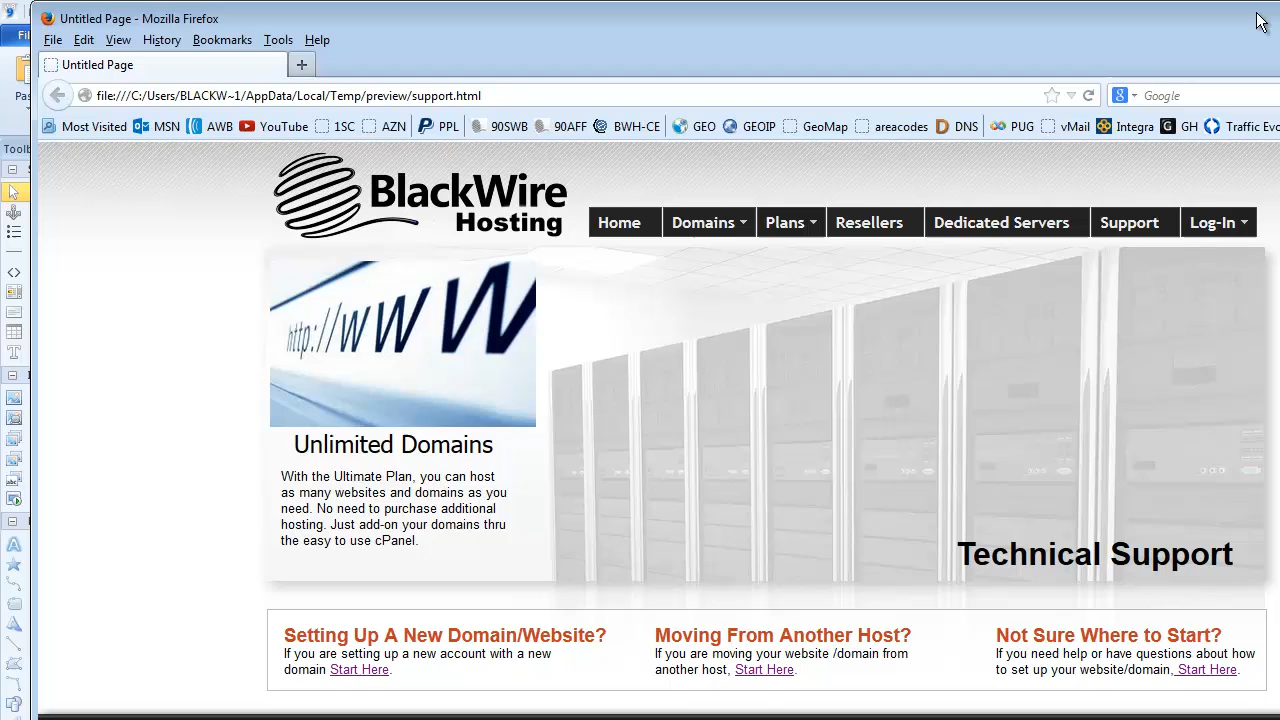 Untitled Page - Mozilla Firefox
File Edit View History Bookmarks Tools Help
Untitled Page
file:///C:/Users/BLACKW~1/AppData/Local/Temp/preview/support.html
Google
Most Visited MSN AWB YouTube 1SC AZN PPL 90SWB 90AFF BWH-CE GEO GEOIP GeoMap areacodes DNS PUG vMail Integra GH Traffic Evo
BlackWire
Hosting
Home Domains Plans Resellers Dedicated Servers Support Log-In
http://www
Unlimited Domains
With the Ultimate Plan, you can host
as many websites and domains as you
need. No need to purchase additional
hosting. Just add-on your domains thru
the easy to use cPanel.
Technical Support
Setting Up A New Domain/Website?
If you are setting up a new account with a new
domain Start Here.
Moving From Another Host?
If you are moving your website /domain from
another host, Start Here.
Not Sure Where to Start?
If you need help or have questions about how
to set up your website/domain, Start Here.